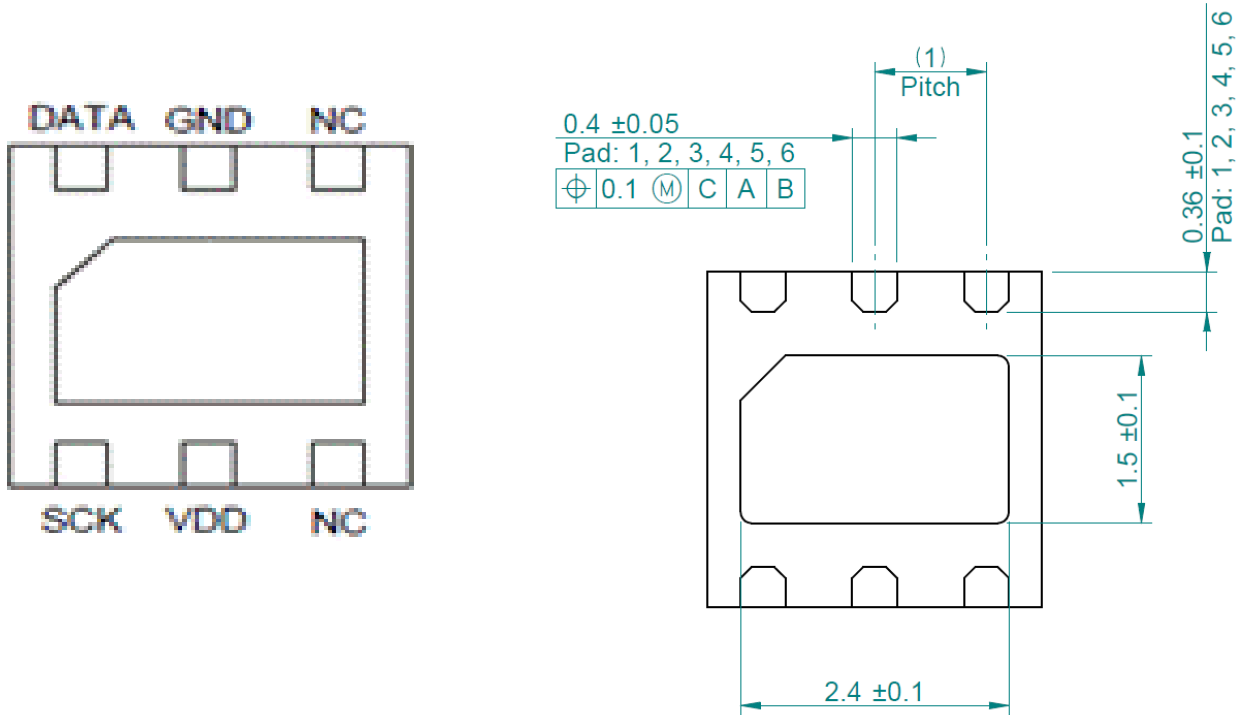 DATA GND NC
SCK VDD NC
(1)
Pitch
0.4 ±0.05
Pad: 1, 2, 3, 4, 5, 6
⌖ 0.1 Ⓜ C A B
0.36 ±0.1
Pad: 1, 2, 3, 4, 5, 6
1.5 ±0.1
2.4 ±0.1